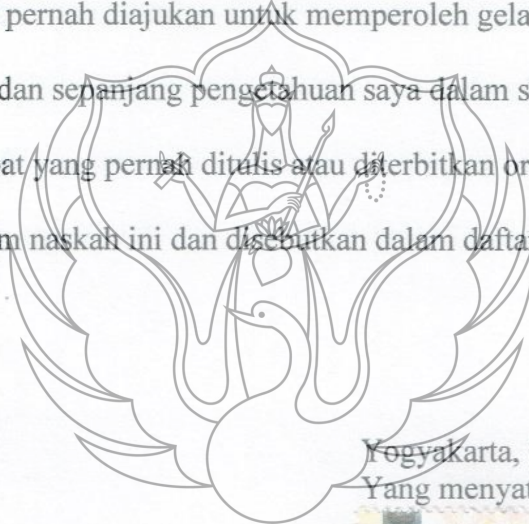 pernah diajukan untuk memperoleh gela
dan sepanjang pengetahuan saya dalam s
at yang pernah ditulis atau diterbitkan or
m naskah ini dan disebutkan dalam dafta
Yogyakarta,
Yang menyat